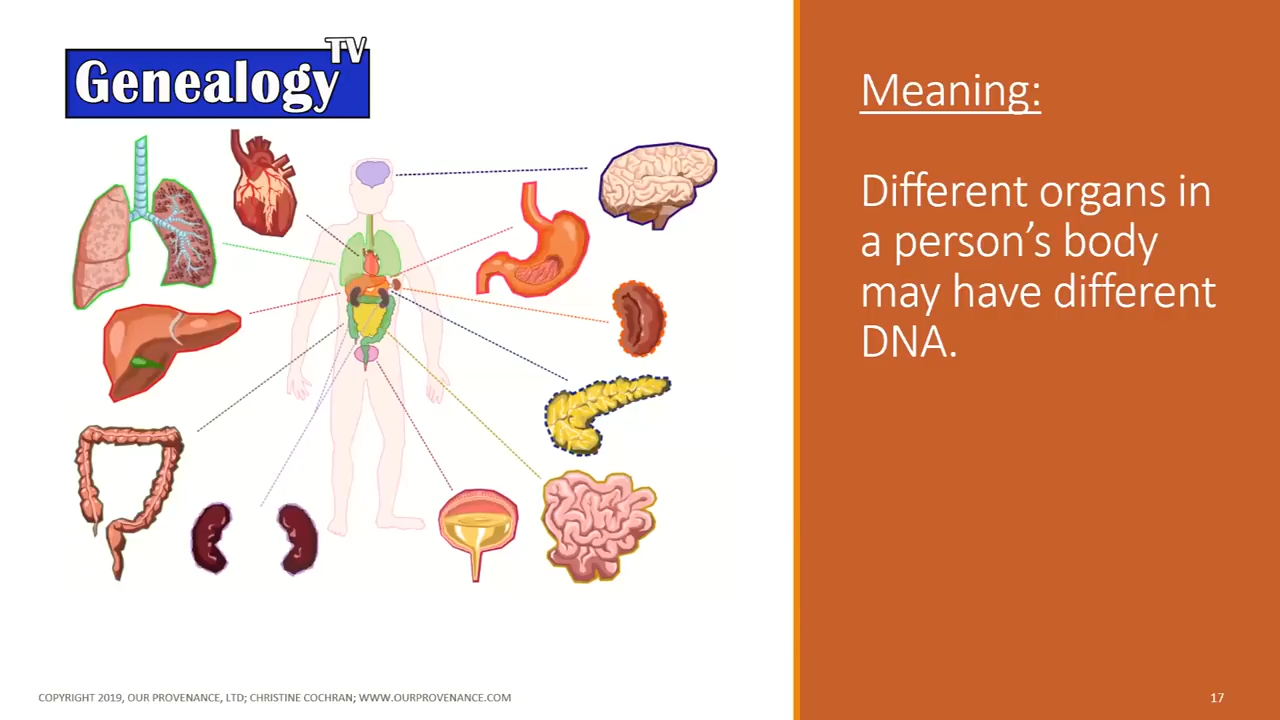 Genealogy TV
Meaning:
Different organs in
a person’s body
may have different
DNA.
COPYRIGHT 2019, OUR PROVENANCE, LTD; CHRISTINE COCHRAN; WWW.OURPROVENANCE.COM
17